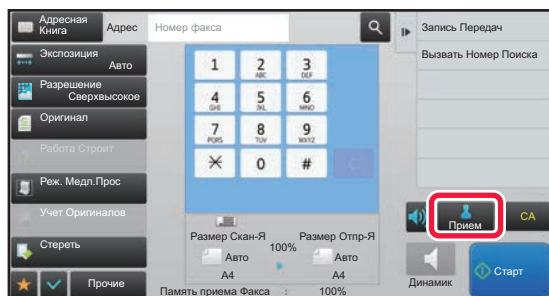 Адресная
Книга
Адрес
Номер факса
Запись Передач
Экспозиция
Авто
Вызвать Номер Поиска
Разрешение
Сверхвысокое
Оригинал
Работа Строит
Реж. Медл.Прос
Учет Оригиналов
Стереть
Прочие
1
2
ABC
3
DEF
4
GHI
5
JKL
6
MNO
7
PQRS
8
TUV
9
WXYZ
0
#
C
Размер Скан-Я
100%
Размер Отпр-Я
Авто
A4
Авто
A4
Память приема Факса : 100%
Прием
CA
Динамик
Старт